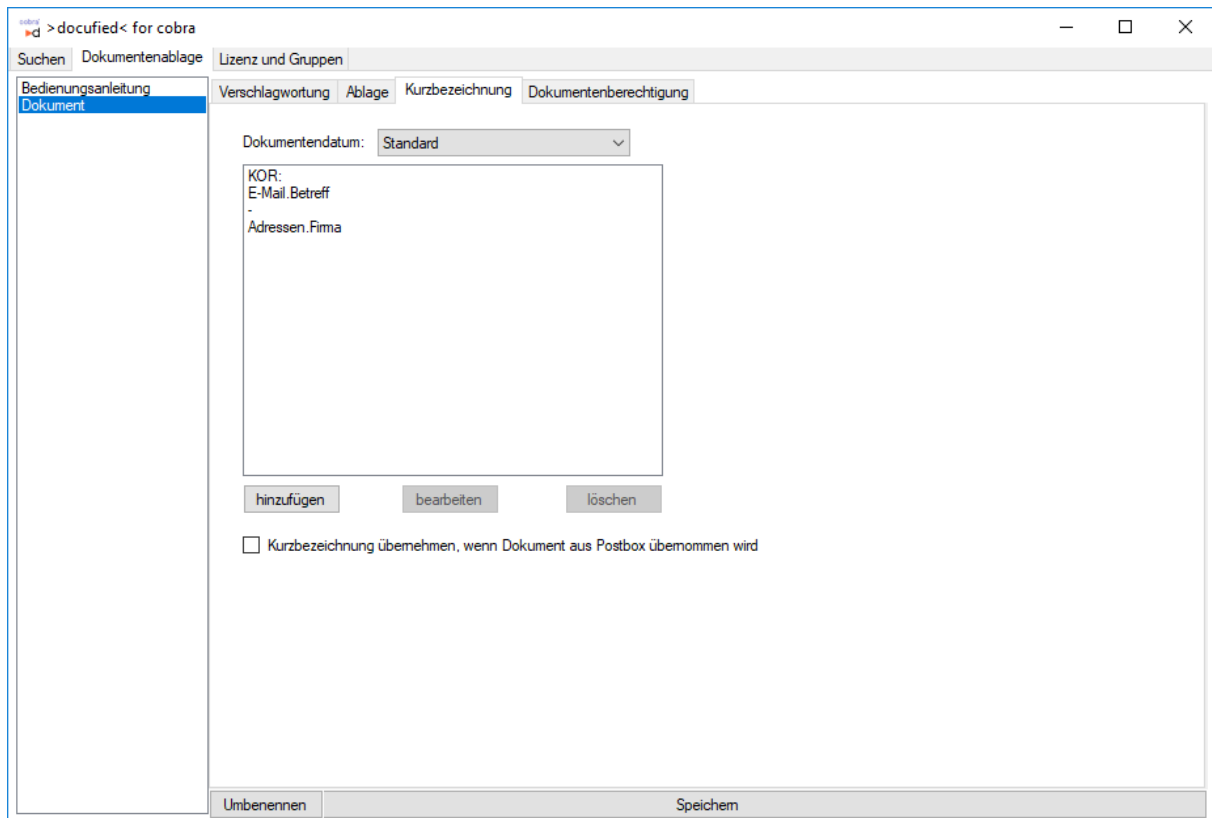 cobra
d >docufied< for cobra
Suchen Dokumentenablage Lizenz und Gruppen
Bedienungsanleitung
Dokument
Verschlagwortung Ablage Kurzbezeichnung Dokumentenberechtigung
Dokumentendatum: Standard
KOR:
E-Mail.Betreff
-
Adressen.Firma
hinzufügen bearbeiten löschen
Kurzbezeichnung übernehmen, wenn Dokument aus Postbox übernommen wird
Umbenennen Speichern